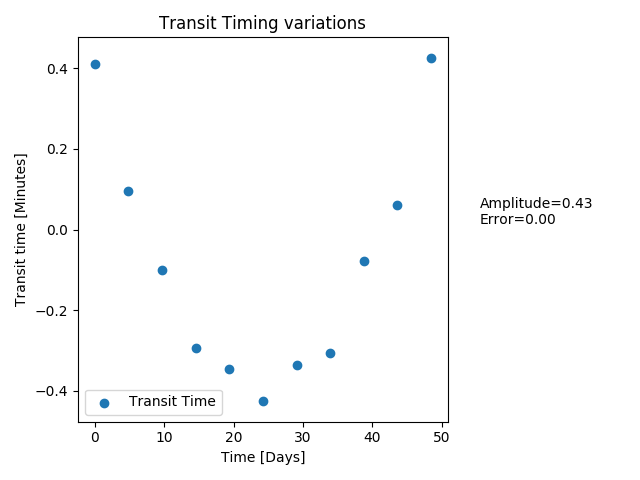 Transit Timing variations
Transit time [Minutes]
0.4
0.2
0.0
−0.2
−0.4
Amplitude=0.43
Error=0.00
Transit Time
0 10 20 30 40 50
Time [Days]